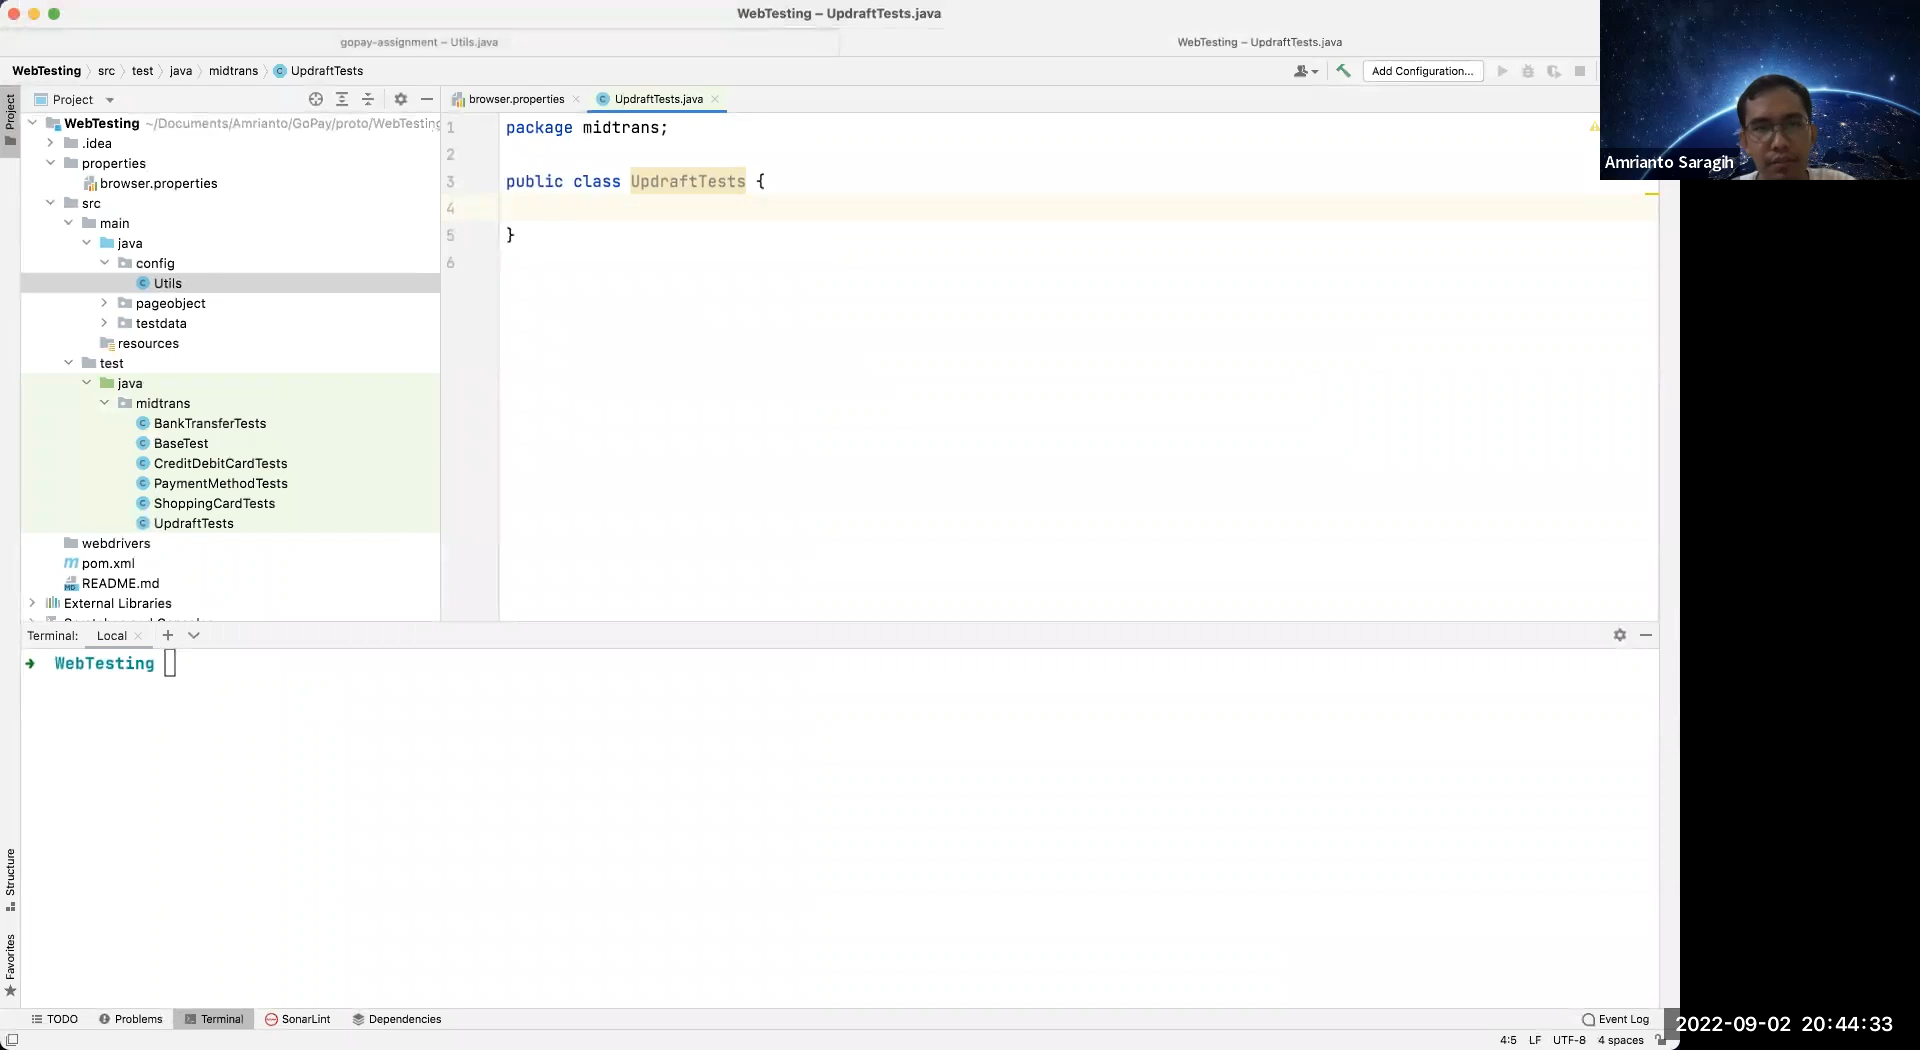 WebTesting – UpdraftTests.java
gopay-assignment – Utils.java
WebTesting – UpdraftTests.java
WebTesting src test java midtrans UpdraftTests
Add Configuration...
Project
Project
browser.properties
UpdraftTests.java
WebTesting ~/Documents/Amrianto/GoPay/proto/WebTesting
.idea
properties
browser.properties
src
main
java
config
Utils
pageobject
testdata
resources
test
java
midtrans
BankTransferTests
BaseTest
CreditDebitCardTests
PaymentMethodTests
ShoppingCardTests
UpdraftTests
webdrivers
pom.xml
README.md
External Libraries
1 package midtrans;
2
3 public class UpdraftTests {
4
5 }
6
Amrianto Saragih
Terminal: Local
WebTesting
Structure
Favorites
TODO Problems Terminal SonarLint Dependencies
Event Log
4:5 LF UTF-8 4 spaces
2022-09-02 20:44:33